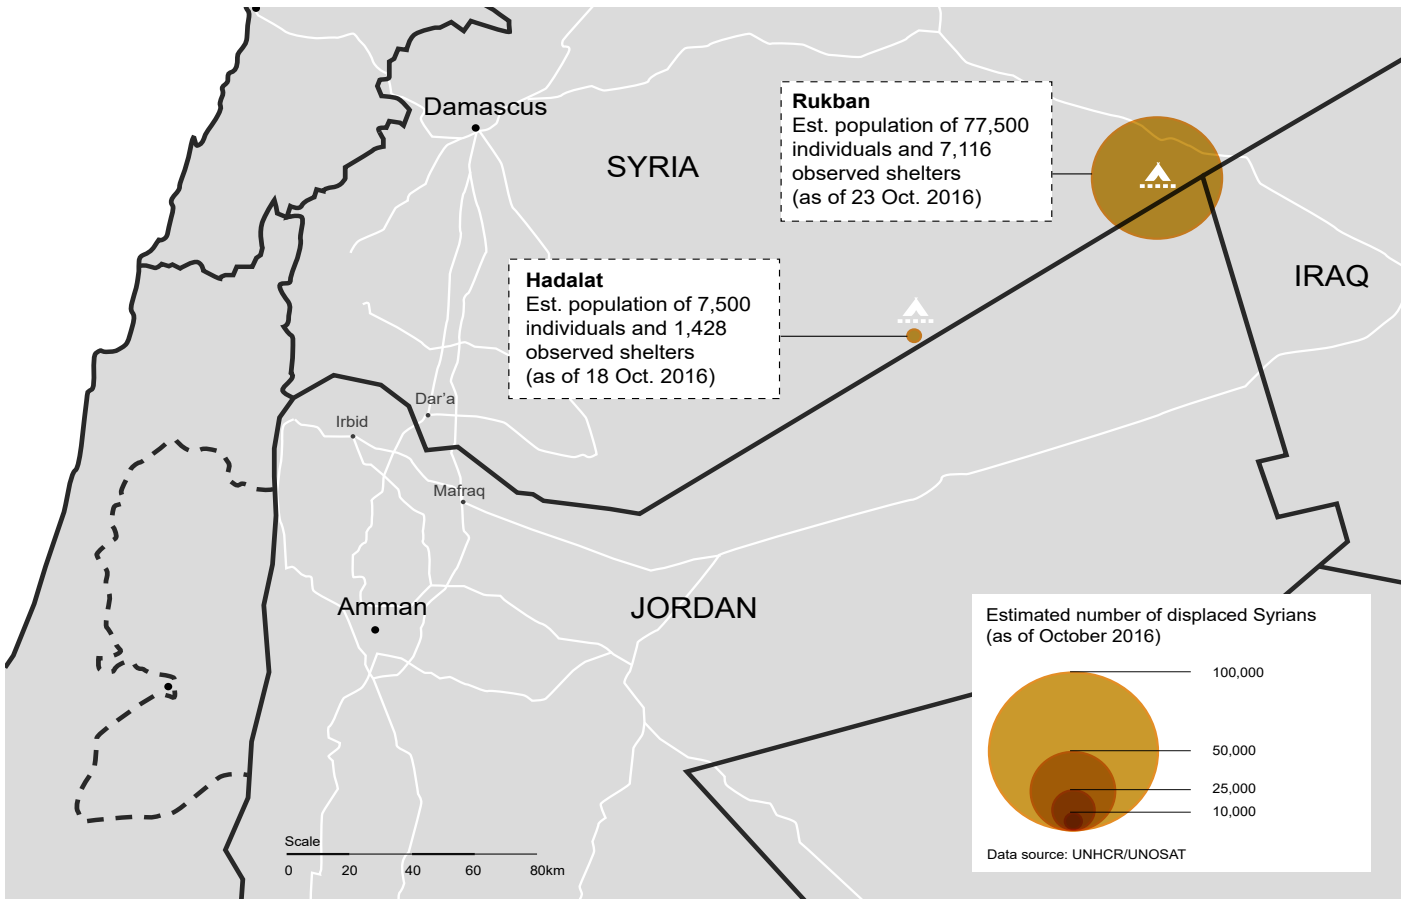 Damascus
SYRIA
Rukban
Est. population of 77,500
individuals and 7,116
observed shelters
(as of 23 Oct. 2016)
IRAQ
Hadalat
Est. population of 7,500
individuals and 1,428
observed shelters
(as of 18 Oct. 2016)
Dar’a
Irbid
Mafraq
Amman
JORDAN
Estimated number of displaced Syrians
(as of October 2016)
100,000
50,000
25,000
10,000
Data source: UNHCR/UNOSAT
Scale
0 20 40 60 80km